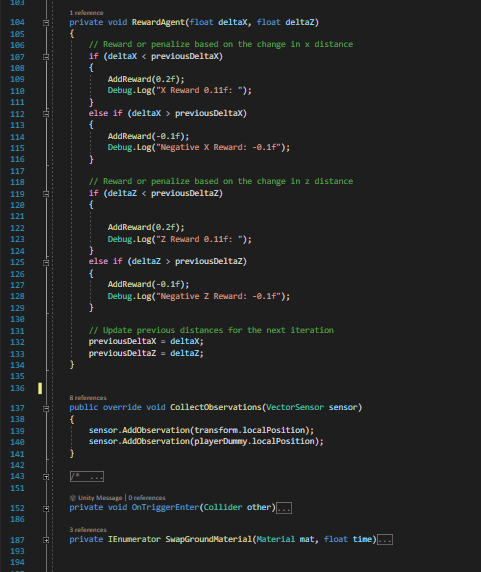 103
1 reference
104 private void RewardAgent(float deltaX, float deltaZ)
105 {
106 // Reward or penalize based on the change in x distance
107 if (deltaX < previousDeltaX)
108 {
109 AddReward(0.2f);
110 Debug.Log("X Reward 0.11f: ");
111 }
112 else if (deltaX > previousDeltaX)
113 {
114 AddReward(-0.1f);
115 Debug.Log("Negative X Reward: -0.1f");
116 }
117
118 // Reward or penalize based on the change in z distance
119 if (deltaZ < previousDeltaZ)
120 {
121
122 AddReward(0.2f);
123 Debug.Log("Z Reward 0.11f: ");
124 }
125 else if (deltaZ > previousDeltaZ)
126 {
127 AddReward(-0.1f);
128 Debug.Log("Negative Z Reward: -0.1f");
129 }
130
131 // Update previous distances for the next iteration
132 previousDeltaX = deltaX;
133 previousDeltaZ = deltaZ;
134 }
135
136
8 references
137 public override void CollectObservations(VectorSensor sensor)
138 {
139 sensor.AddObservation(transform.localPosition);
140 sensor.AddObservation(playerDummy.localPosition);
141 }
142
143 /* ...
151
Unity Message | 0 references
152 private void OnTriggerEnter(Collider other)...
186
3 references
187 private IEnumerator SwapGroundMaterial(Material mat, float time)...
193
194